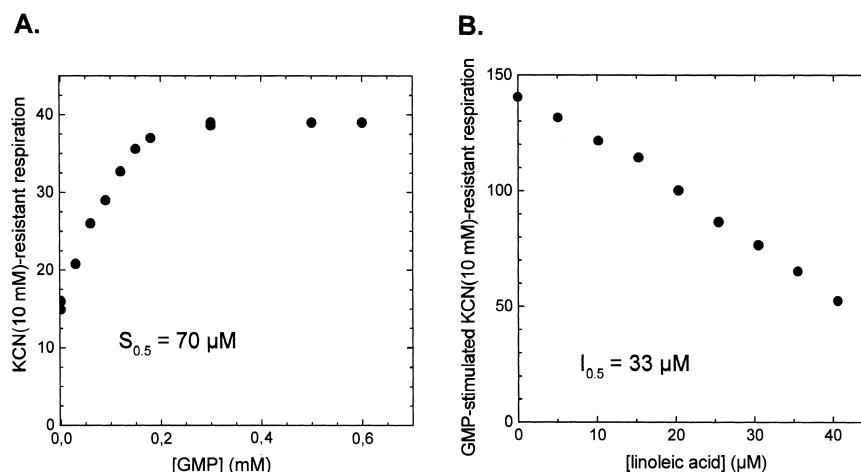 A.
KCN(10 mM)-resistant respiration
40
30
20
10
0
S0.5 = 70 µM
0,0
0,2
0,4
0,6
[GMP] (mM)
B.
GMP-stimulated KCN(10 mM)-resistant respiration
150
100
50
0
I0.5 = 33 µM
0
10
20
30
40
[linoleic acid] (µM)